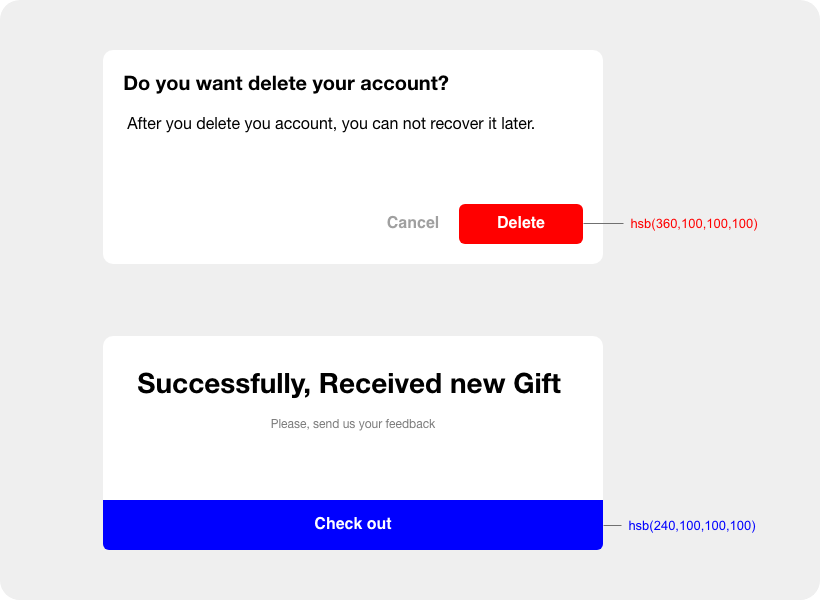 Do you want delete your account?
After you delete you account, you can not recover it later.
Cancel
Delete
hsb(360,100,100,100)
Successfully, Received new Gift
Please, send us your feedback
Check out
hsb(240,100,100,100)